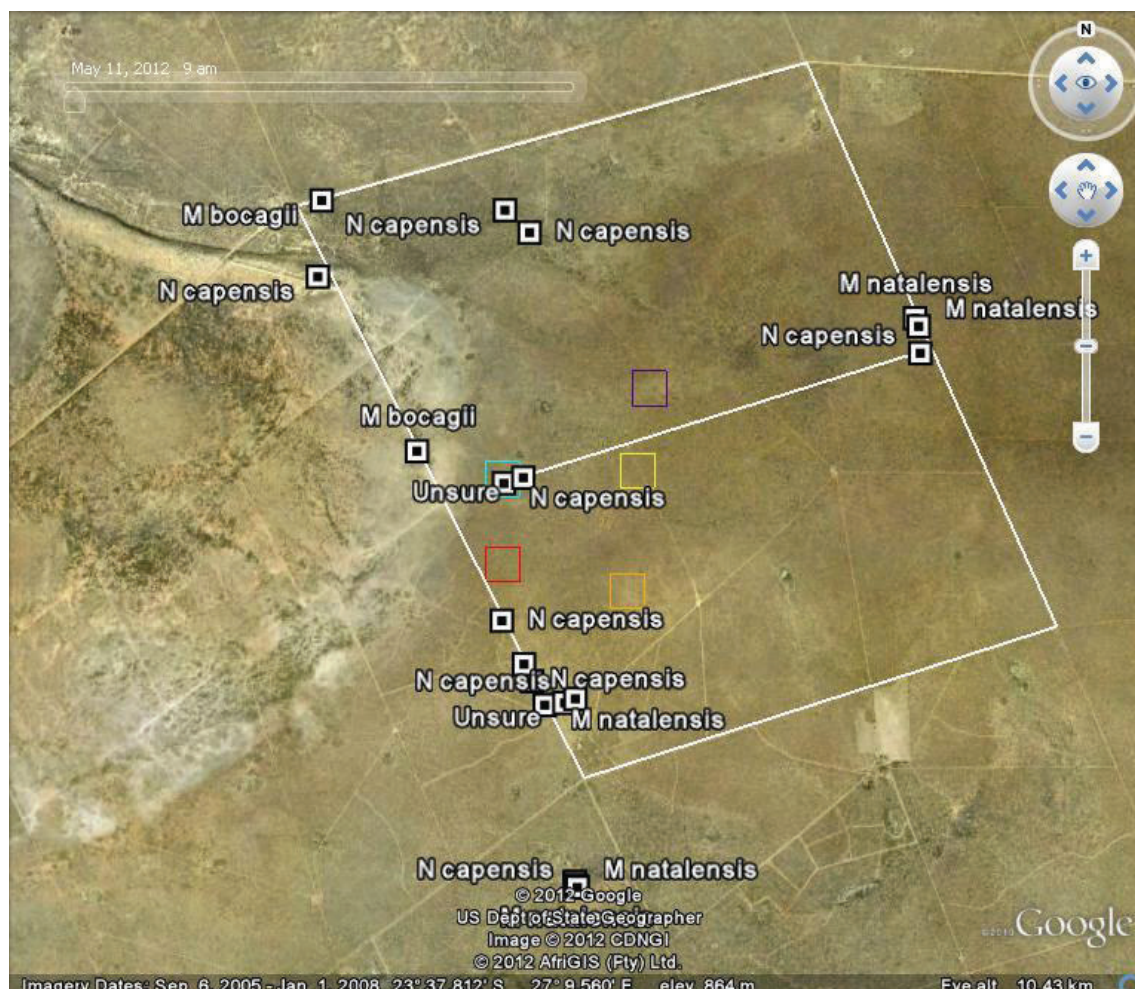 May 11, 2012 9 am
N
M bocagii
N capensis
N capensis
N capensis
M natalensis
M natalensis
N capensis
M bocagii
Unsure
N capensis
N capensis
N capensis
N capensis
Unsure
M natalensis
N capensis
M natalensis
© 2012 Google
US Dept of State Geographer
Image © 2012 CDNGI
© 2012 AfriGIS (Pty) Ltd.
Google
Imagery Dates: Sep 6, 2005 - Jan 1, 2008 23°37.812' S 27° 9.560' E elev 864 m Eye alt 10.43 km